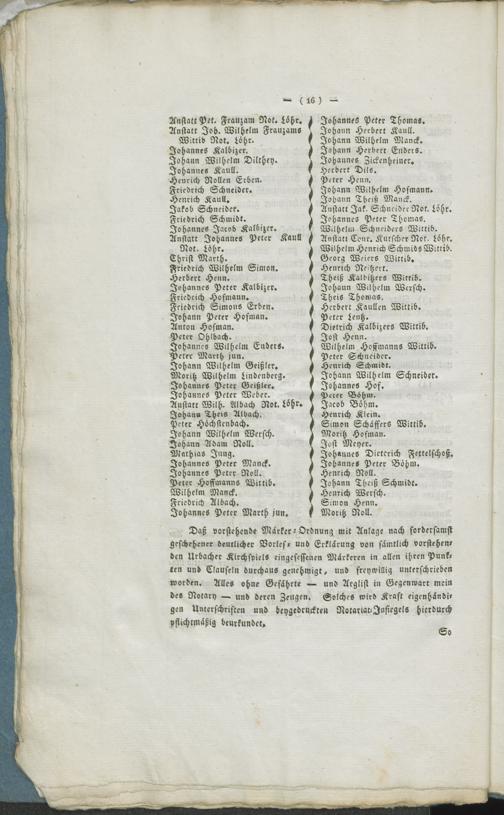 — ( 16 ) —
Anstatt Pet. Frauzam Not. Löhr.
Anstatt Joh. Wilhelm Frauzams
Wittib Not. Löhr.
Johannes Kalbizer.
Johann Wilhelm Dilthey.
Johannes Kaull.
Henrich Nollen Erben.
Friedrich Schneider.
Henrich Kaull.
Jakob Schneider.
Friedrich Schmidt.
Johannes Jacob Kalbizer.
Anstatt Johannes Peter Kaull
Not. Löhr.
Christ Marth.
Friedrich Wilhelm Simon.
Herbert Henn.
Johannes Peter Kalbizer.
Friedrich Hofmann.
Friedrich Simons Erben.
Johann Peter Hofman.
Anton Hofman.
Peter Ohlbach.
Johannes Wilhelm Enders.
Peter Marth jun.
Johann Wilhelm Geißler.
Moritz Wilhelm Lindenberg.
Johannes Peter Geißler.
Johannes Peter Weber.
Anstatt Wilh. Albach Not. Löhr.
Johann Theis Albach.
Peter Höchstenbach.
Johann Wilhelm Wersch.
Johann Adam Noll.
Mathias Jung.
Johannes Peter Manck.
Johannes Peter Noll.
Peter Hoffmanns Wittib.
Wilhelm Manck.
Friedrich Albach.
Johannes Peter Marth jun.
Johannes Peter Thomas.
Johann Herbert Kaull.
Johann Wilhelm Manck.
Johann Herbert Enders.
Johannes Zickenheiner.
Herbert Dils.
Peter Henn.
Johann Wilhelm Hofmann.
Johann Theiß Manck.
Anstatt Jak. Schneider Not. Löhr.
Johannes Peter Thomas.
Wilhelm Schneiders Wittib.
Anstatt Conr. Kutscher Not. Löhr.
Wilhelm Henrich Schmids Wittib.
Georg Weiers Wittib.
Henrich Neitzert.
Theiß Kalbitzers Wittib.
Johann Wilhelm Wersch.
Theis Thomas.
Herbert Kaullen Wittib.
Peter Lentz.
Dietrich Kalbizers Wittib.
Jost Henn.
Wilhelm Hoffmanns Wittib.
Peter Schneider.
Henrich Schmidt.
Johann Wilhelm Schneider.
Johannes Hof.
Peter Böhm.
Jacob Böhm.
Henrich Klein.
Simon Schäffers Wittib.
Moritz Hofman.
Jost Meyer.
Johannes Dietrich Fettelschoß.
Johannes Peter Böhm.
Henrich Noll.
Johann Theiß Schmidt.
Henrich Wersch.
Simon Henn.
Moritz Noll.
Daß vorstehende Märker-Ordnung mit Anlage nach fordersamst
geschehener deutlicher Vorles- und Erklärung von sämtlich vorstehen-
den Urbacher Kirchspiels eingesessenen Märkeren in allen ihren Punk-
ten und Clauseln durchaus genehmigt, und freywillig unterschrieben
worden. Alles ohne Gefährte — und Arglist in Gegenwart mein
des Notary — und deren Zeugen. Solches wird Kraft eigenhändi-
gen Unterschriften und beygedruckten Notariat-Insiegels hierdurch
pflichtmäßig beurkundet.
So